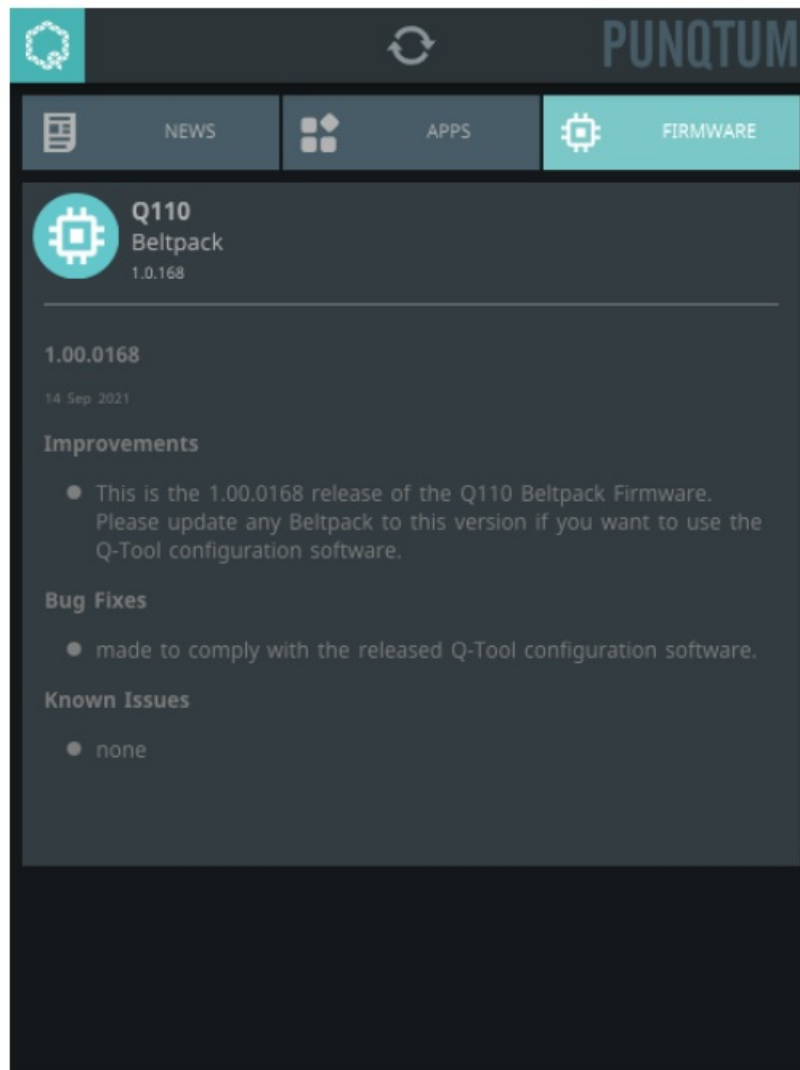 PUNQTUM
NEWS
APPS
FIRMWARE
Q110
Beltpack
1.0.168
1.00.0168
14 Sep 2021
Improvements
This is the 1.00.0168 release of the Q110 Beltpack Firmware.
Please update any Beltpack to this version if you want to use the
Q-Tool configuration software.
Bug Fixes
made to comply with the released Q-Tool configuration software.
Known Issues
none